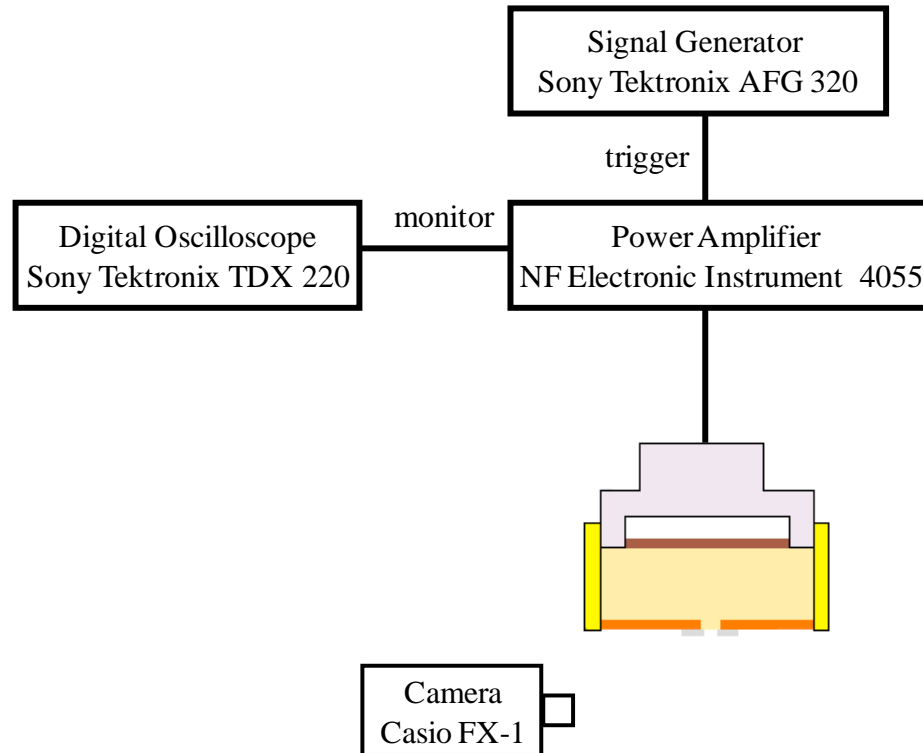 Signal Generator
Sony Tektronix AFG 320
trigger
monitor
Digital Oscilloscope
Sony Tektronix TDX 220
Power Amplifier
NF Electronic Instrument 4055
Camera
Casio FX-1